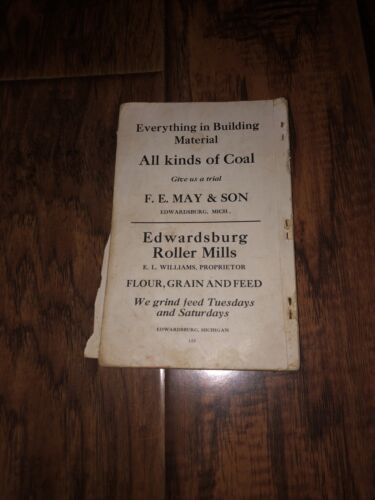 Everything in Building
Material
All kinds of Coal
Give us a trial
F. E. MAY & SON
EDWARDSBURG, MICH.,
Edwardsburg
Roller Mills
E. L. WILLIAMS, PROPRIETOR
FLOUR, GRAIN AND FEED
We grind feed Tuesdays
and Saturdays
EDWARDSBURG, MICHIGAN